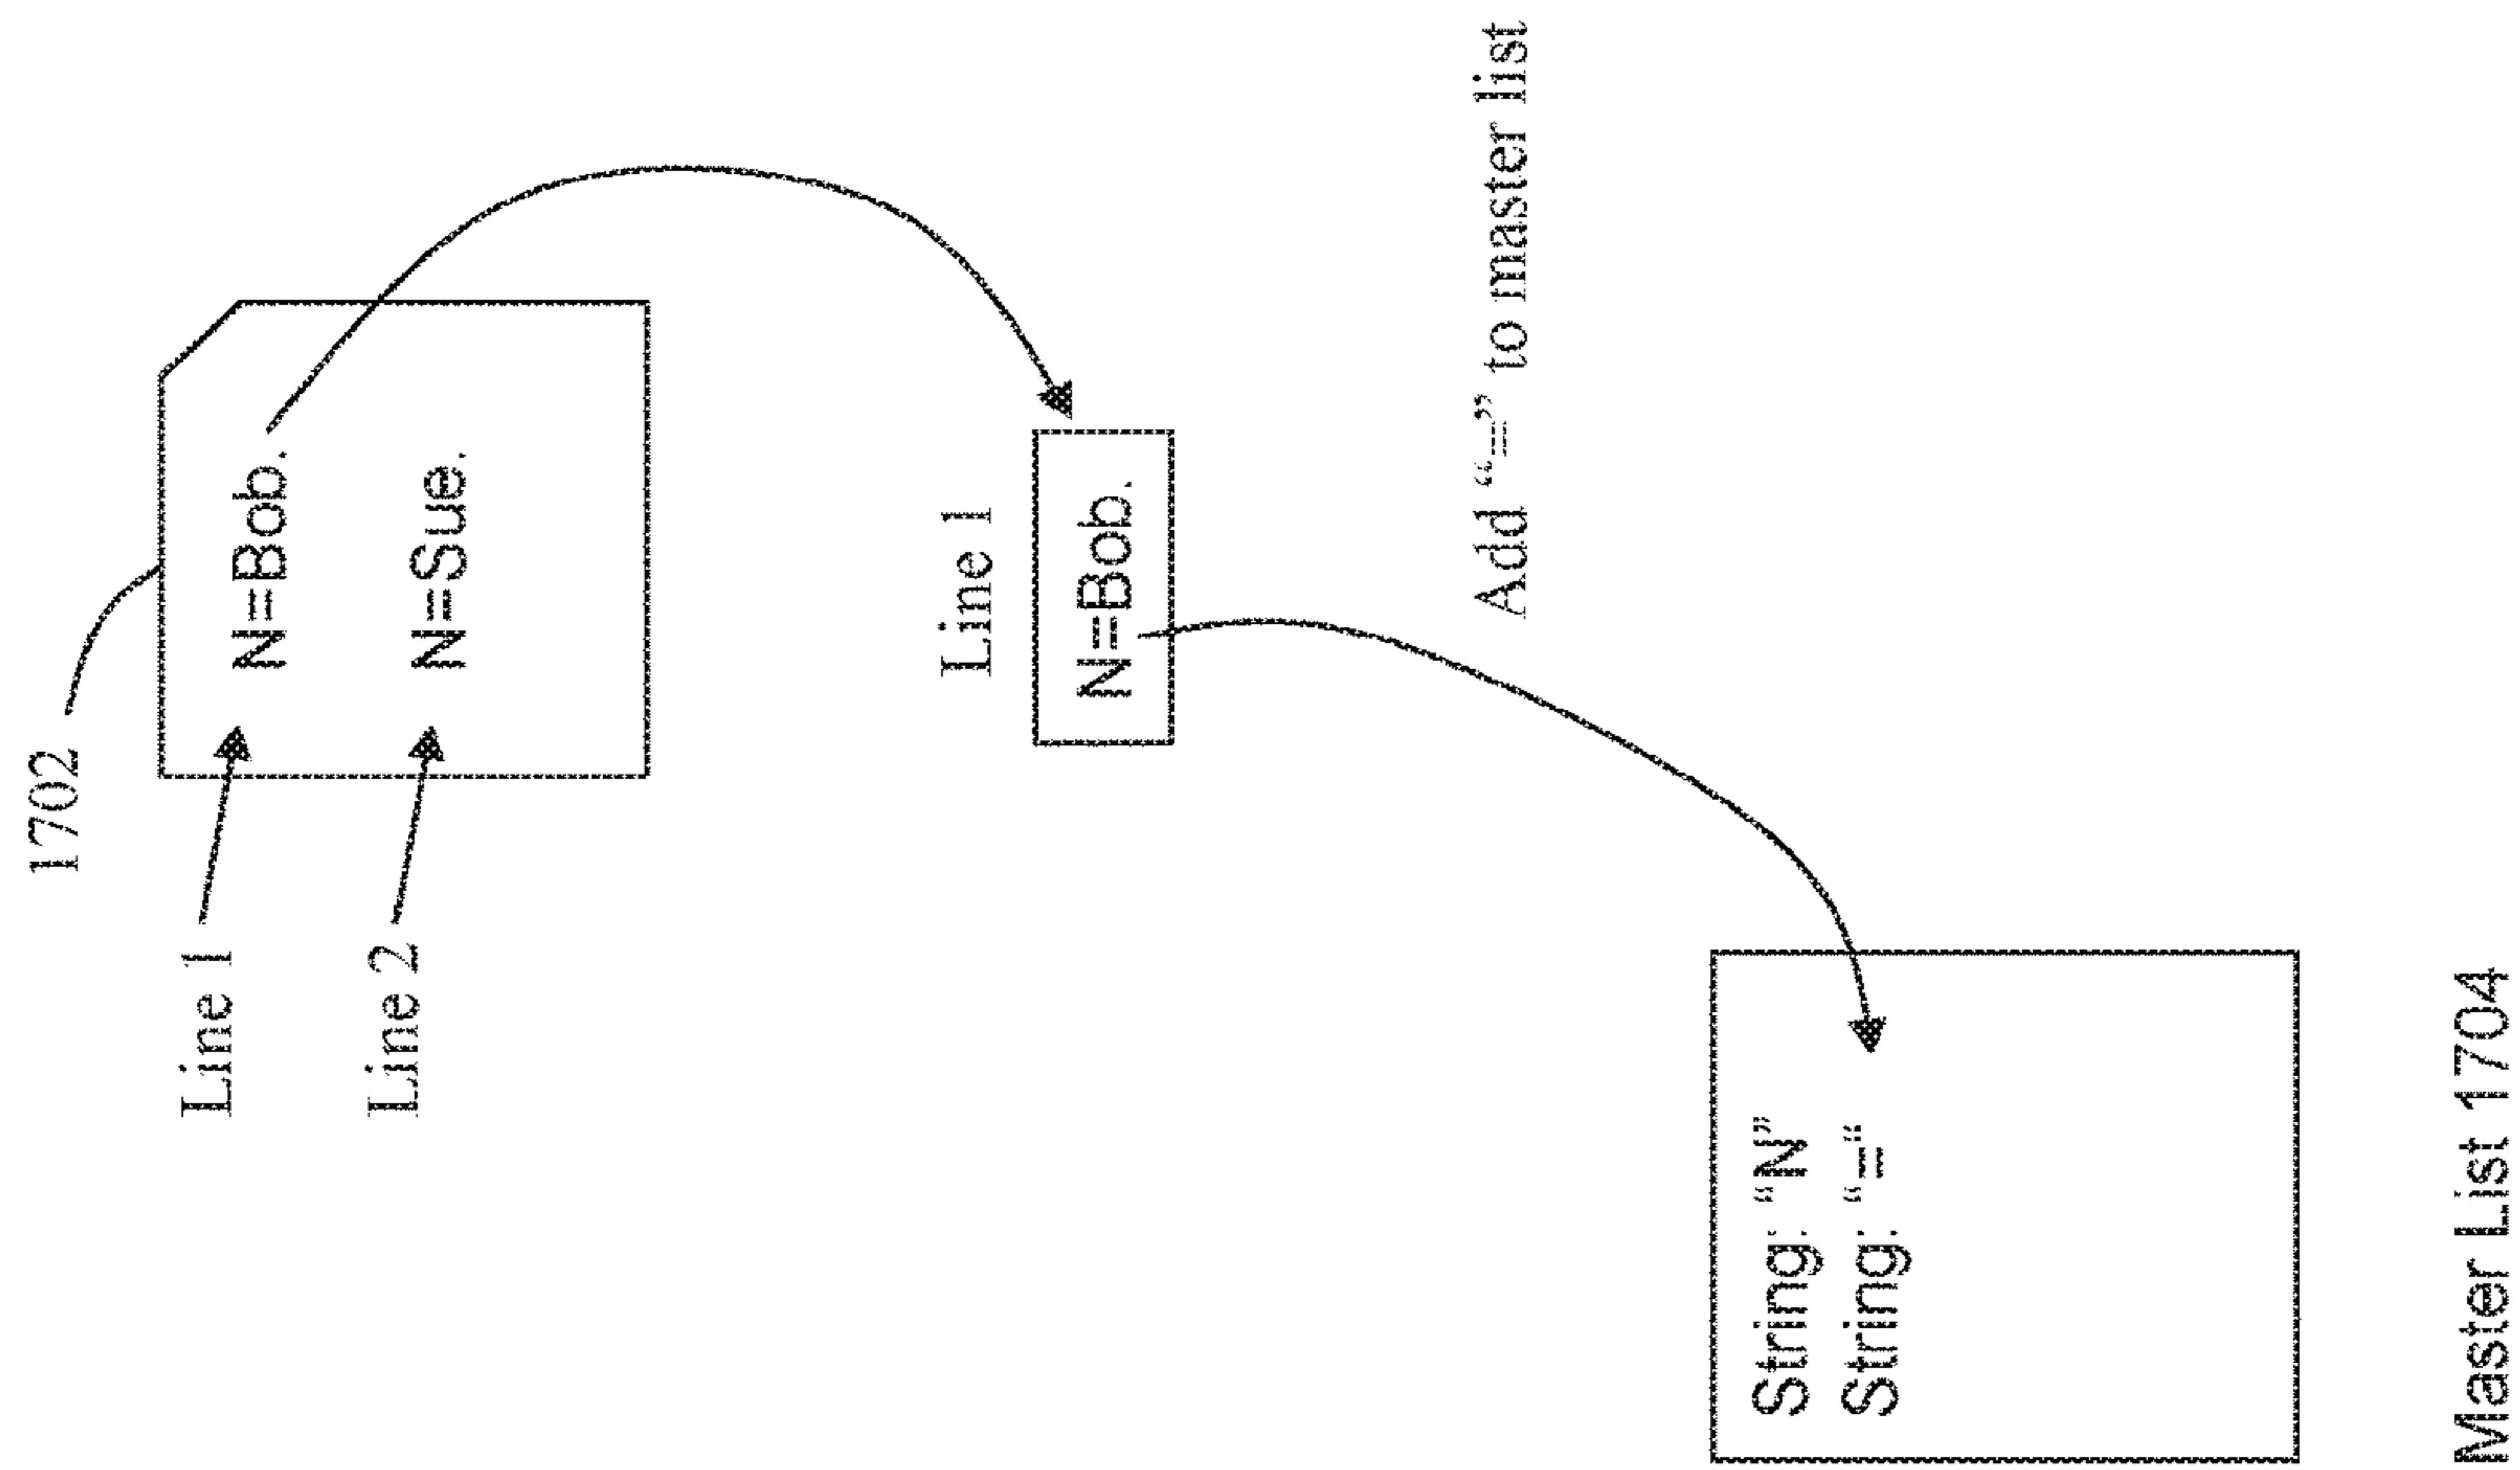 1702
Line 1
N=Bob.
Line 2
N=Sue.
Line 1
N=Bob.
Add “=” to master list
String: “N”
String: “=“
Master List 1704